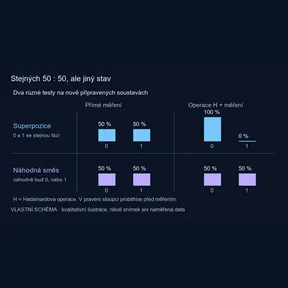 Stejných 50 : 50, ale jiný stav
Dva různé testy na nově připravených soustavách
Přímé měření
Operace H + měření
Superpozice
0 a 1 se stejnou fází
50 %
50 %
0
1
100 %
0 %
0
1
Náhodná směs
náhodně buď 0, nebo 1
50 %
50 %
0
1
50 %
50 %
0
1
H = Hadamardova operace. V pravém sloupci proběhne před měřením.
VLASTNÍ SCHÉMA · kvalitativní ilustrace, nikoli snímek ani naměřená data